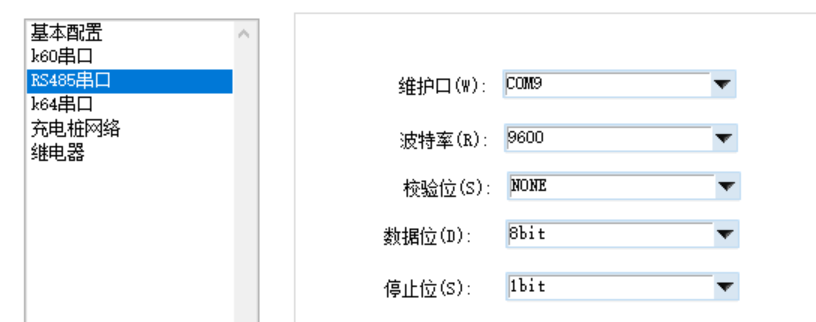 基本配置
k60串口
RS485串口
k64串口
充电桩网络
继电器
维护口(W): COM9
波特率(R): 9600
校验位(S): NONE
数据位(D): 8bit
停止位(S): 1bit